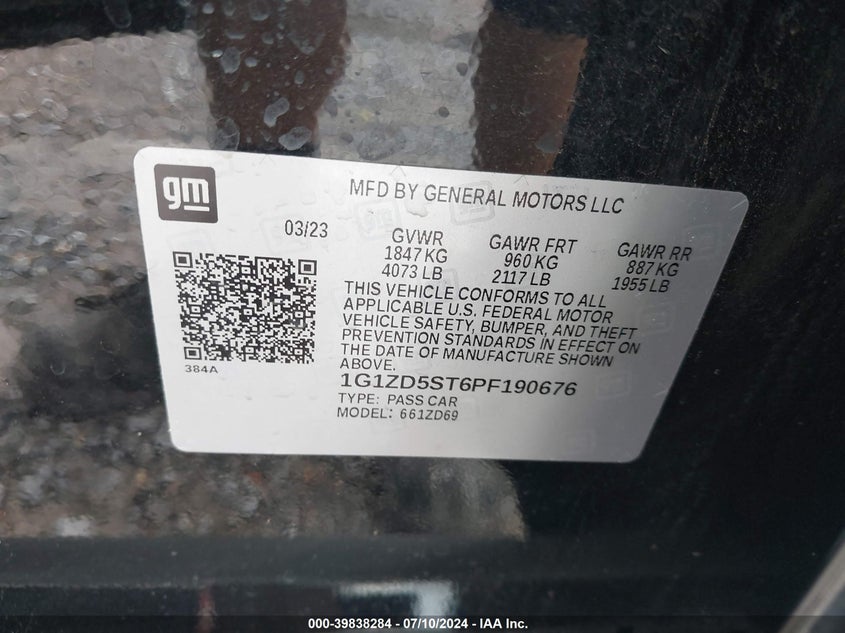 gm
MFD BY GENERAL MOTORS LLC
03/23
GVWR
1847 KG
4073 LB
GAWR FRT
960 KG
2117 LB
GAWR RR
887 KG
1955 LB
THIS VEHICLE CONFORMS TO ALL
APPLICABLE U.S. FEDERAL MOTOR
VEHICLE SAFETY, BUMPER, AND THEFT
PREVENTION STANDARDS IN EFFECT ON
THE DATE OF MANUFACTURE SHOWN
ABOVE.
384A
1G1ZD5ST6PF190676
TYPE: PASS CAR
MODEL: 661ZD69
000-39838284 - 07/10/2024 - IAA Inc.